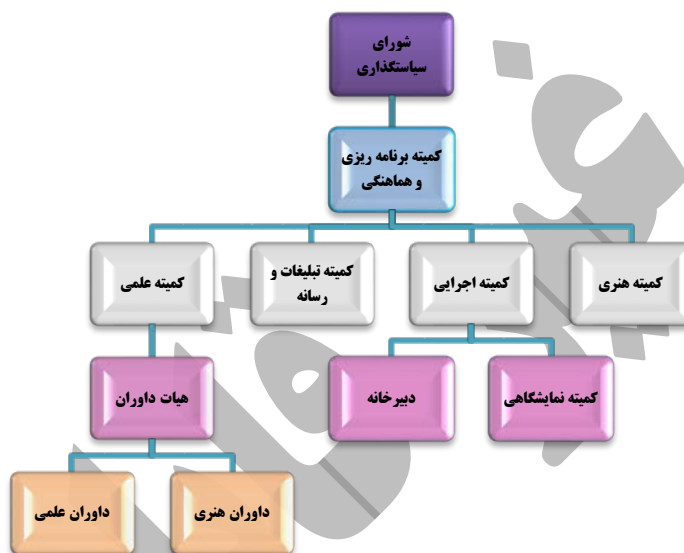 شورای
سیاستگذاری
کمیته برنامه ریزی
و هماهنگی
کمیته هنری
کمیته اجرایی
کمیته تبلیغات و
رسانه
کمیته علمی
کمیته نمایشگاهی
دبیرخانه
هیات داوران
داوران هنری
داوران علمی